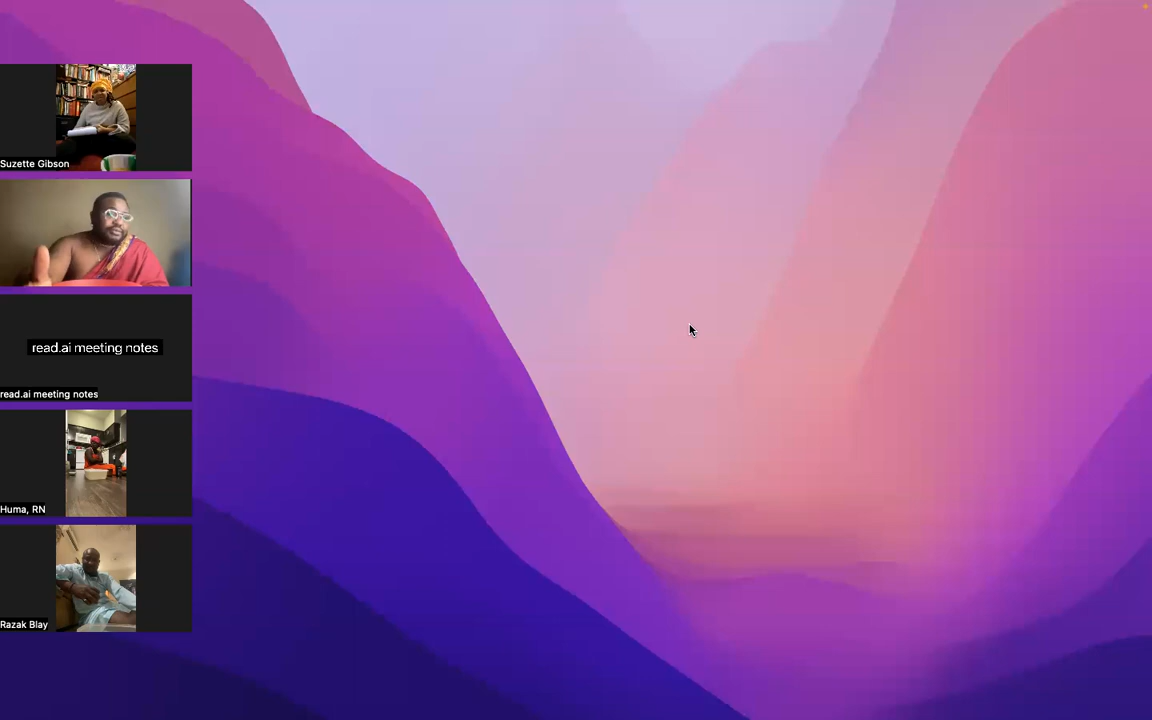 Suzette Gibson
read.ai meeting notes
read.ai meeting notes
Huma, RN
Razak Blay